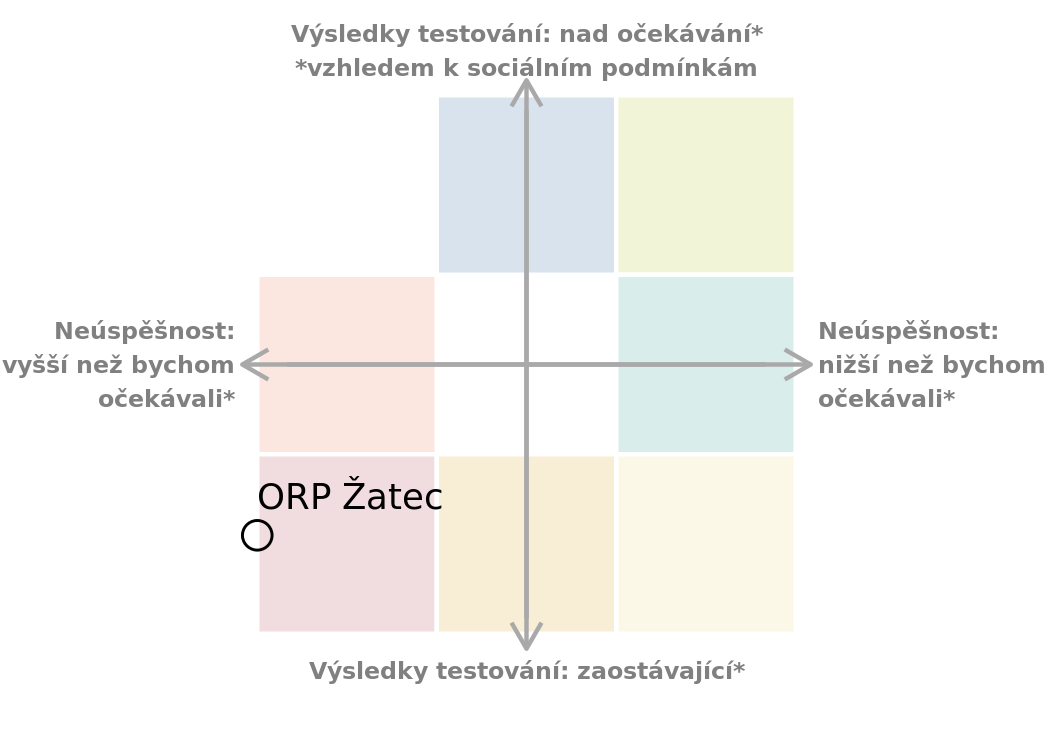 Výsledky testování: nad očekávání*
*vzhledem k sociálním podmínkám
Neúspěšnost:
vyšší než bychom
očekávali*
Neúspěšnost:
nižší než bychom
očekávali*
ORP Žatec
Výsledky testování: zaostávající*